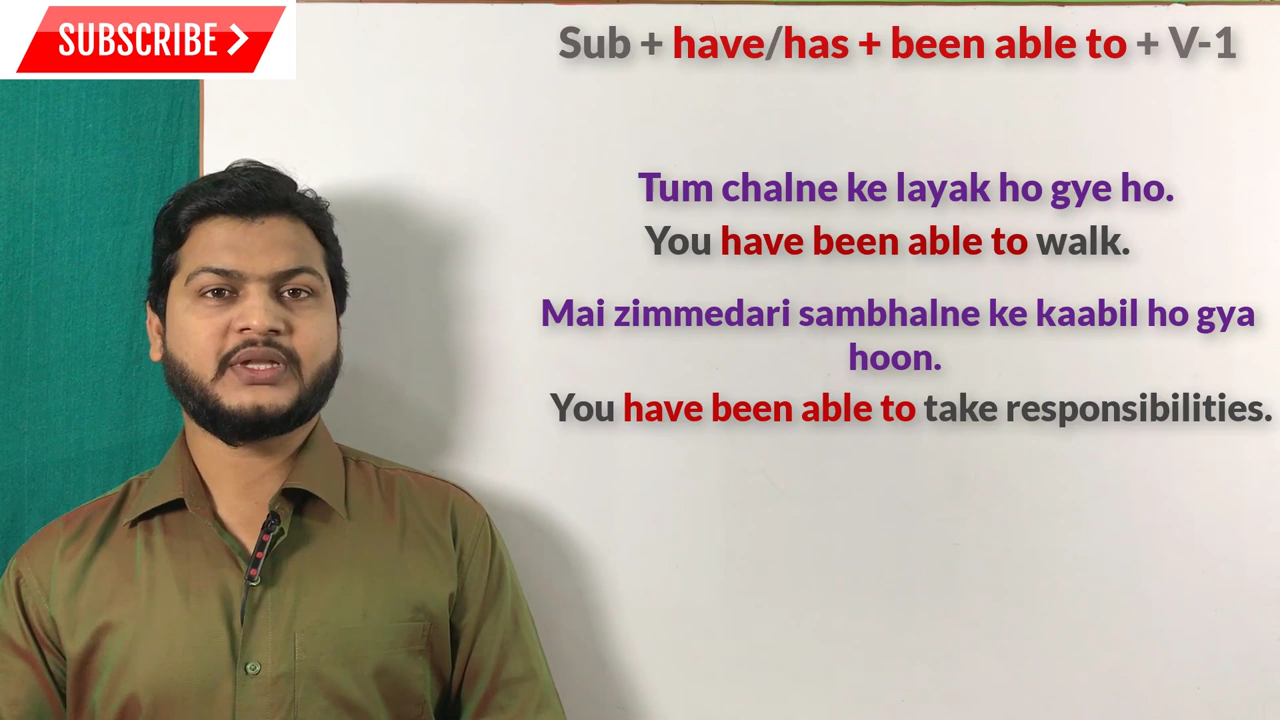 SUBSCRIBE
Sub + have/has + been able to + V-1
Tum chalne ke layak ho gye ho.
You have been able to walk.
Mai zimmedari sambhalne ke kaabil ho gya
hoon.
You have been able to take responsibilities.